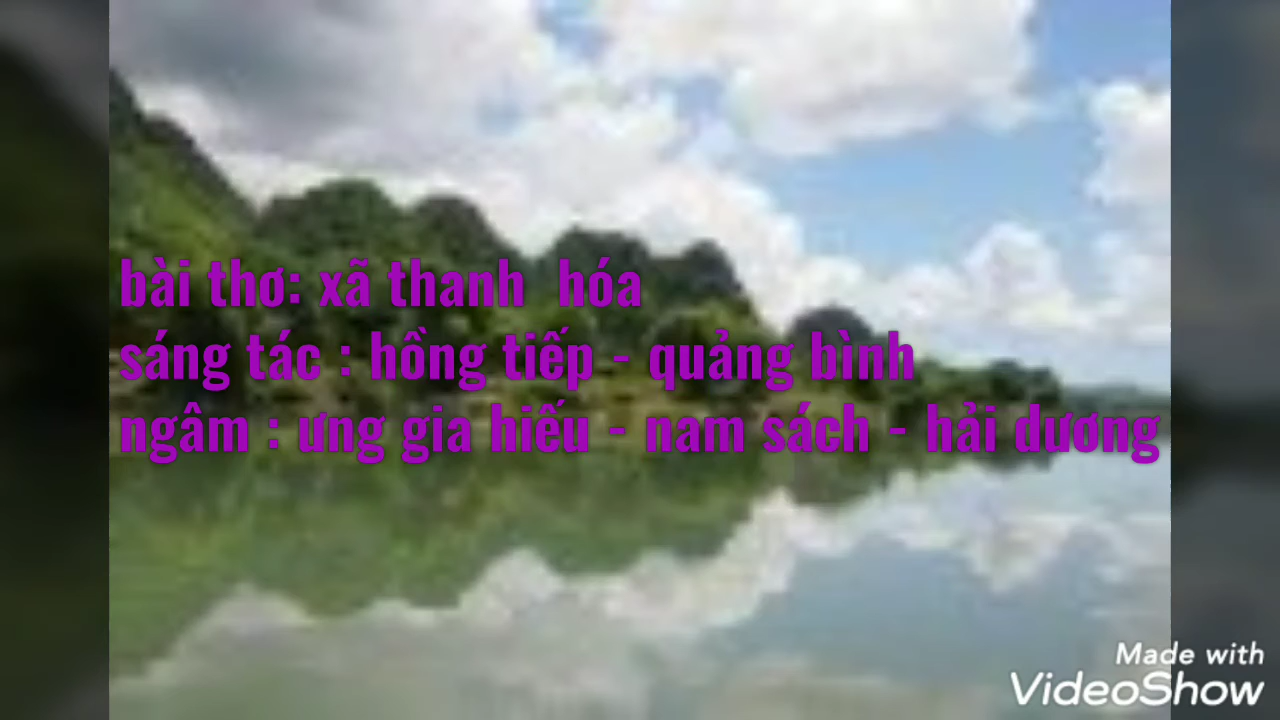 bài thơ: xã thanh hóa
sáng tác : hồng tiếp - quảng bình
ngâm : ưng gia hiếu - nam sách - hải dương
Made with
VideoShow